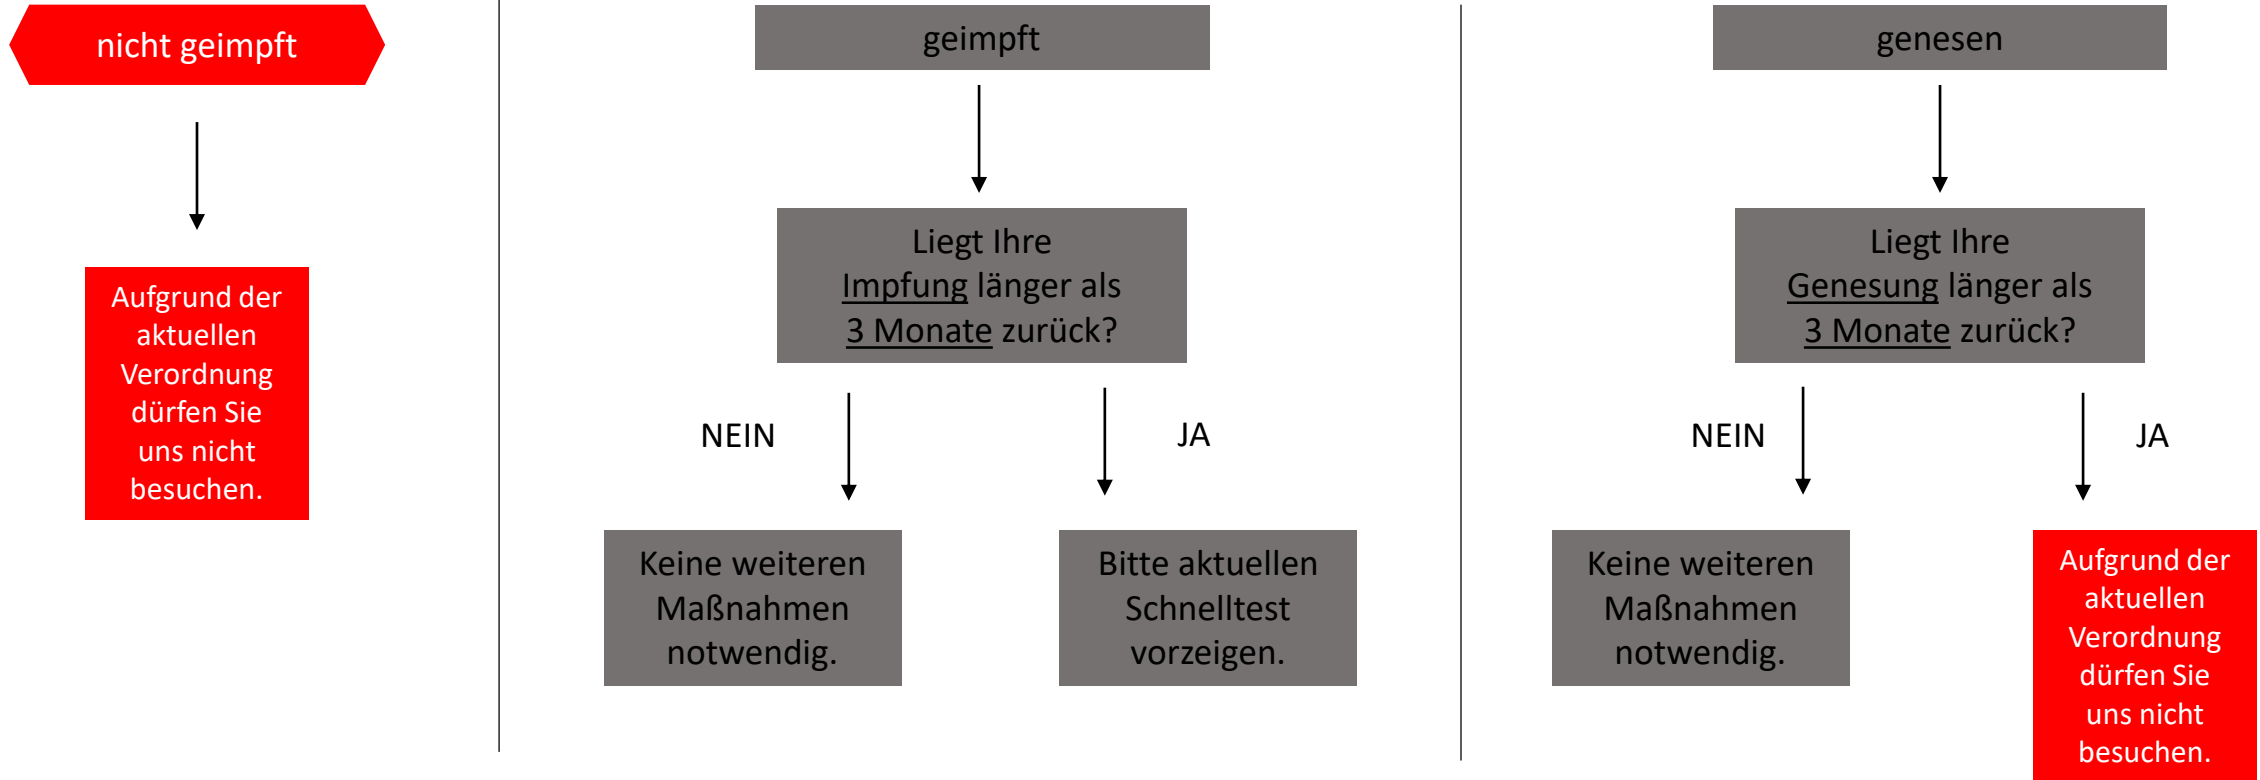 nicht geimpft
Aufgrund der
aktuellen
Verordnung
dürfen Sie
uns nicht
besuchen.
geimpft
Liegt Ihre
Impfung länger als
3 Monate zurück?
NEIN
JA
Keine weiteren
Maßnahmen
notwendig.
Bitte aktuellen
Schnelltest
vorzeigen.
genesen
Liegt Ihre
Genesung länger als
3 Monate zurück?
NEIN
JA
Keine weiteren
Maßnahmen
notwendig.
Aufgrund der
aktuellen
Verordnung
dürfen Sie
uns nicht
besuchen.